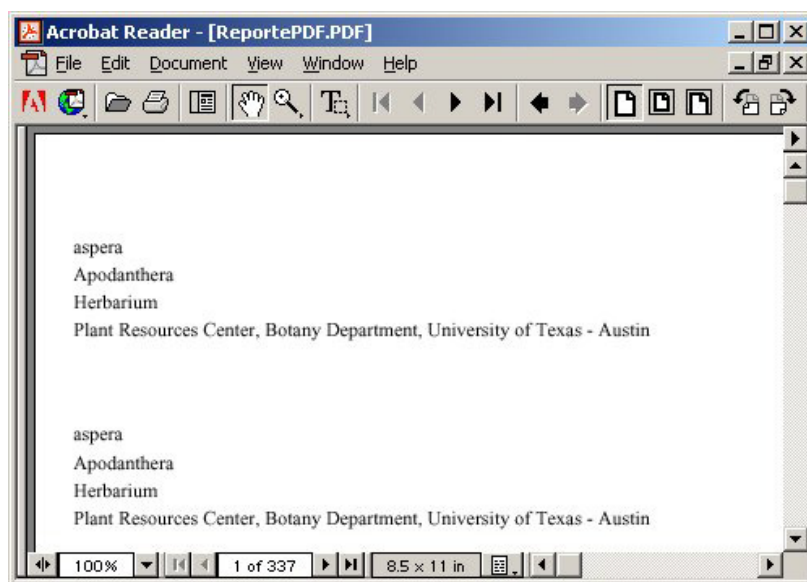 Acrobat Reader - [ReportePDF.PDF]
File Edit Document View Window Help
aspera
Apodanthera
Herbarium
Plant Resources Center, Botany Department, University of Texas - Austin
aspera
Apodanthera
Herbarium
Plant Resources Center, Botany Department, University of Texas - Austin
100% 1 of 337 8.5 x 11 in